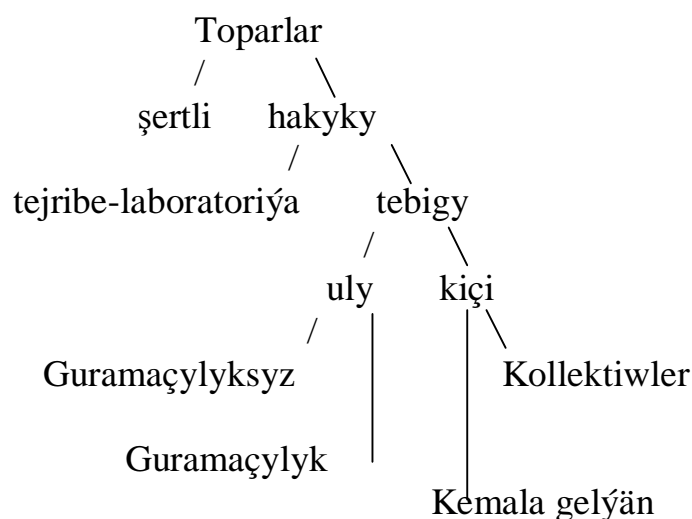 Toparlar
şertli hakyky
tejribe-laboratoriýa tebigy
uly kiçi
Guramaçylyksyz Kollektiwler
Guramaçylyk
Kemala gelýän